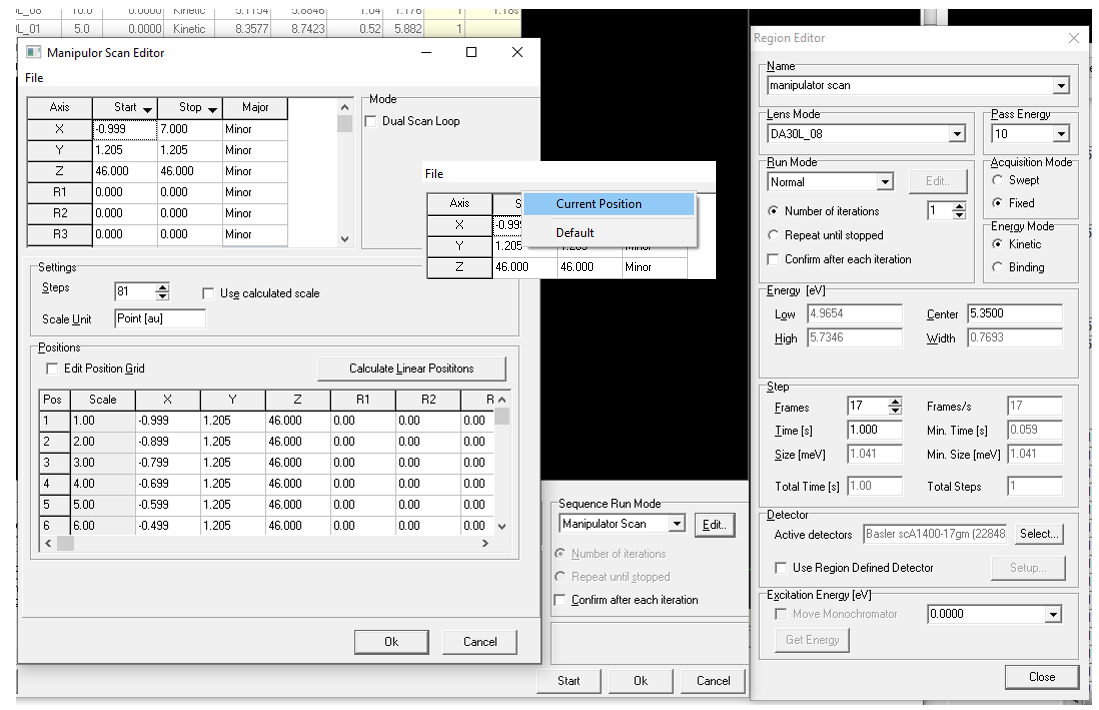 10.0 0.0000 Kinetic 5.1154 5.8846 1.04 1.176 1 1.18s
L_01 5.0 0.0000 Kinetic 8.3577 8.7423 0.52 5.882 1
Manipulor Scan Editor
File
Axis Start Stop Major
X -0.999 7.000 Minor
Y 1.205 1.205 Minor
Z 46.000 46.000 Minor
R1 0.000 0.000 Minor
R2 0.000 0.000 Minor
R3 0.000 0.000 Minor
Mode
Dual Scan Loop
File
Axis S
X -0.99
Y 1.205 1.205 Minor
Z 46.000 46.000 Minor
Current Position
Default
Settings
Steps 81 Use calculated scale
Scale Unit Point [au]
Positions
Edit Position Grid Calculate Linear Posititons
Pos Scale X Y Z R1 R2 R
1 1.00 -0.999 1.205 46.000 0.00 0.00 0.00
2 2.00 -0.899 1.205 46.000 0.00 0.00 0.00
3 3.00 -0.799 1.205 46.000 0.00 0.00 0.00
4 4.00 -0.699 1.205 46.000 0.00 0.00 0.00
5 5.00 -0.599 1.205 46.000 0.00 0.00 0.00
6 6.00 -0.499 1.205 46.000 0.00 0.00 0.00
Ok Cancel
Sequence Run Mode
Manipulator Scan Edit..
Number of iterations
Repeat until stopped
Confirm after each iteration
Start Ok Cancel
Region Editor
Name
manipulator scan
Lens Mode
DA30L_08
Pass Energy
10
Run Mode
Normal Edit..
Number of iterations 1
Repeat until stopped
Confirm after each iteration
Acquisition Mode
Swept
Fixed
Energy Mode
Kinetic
Binding
Energy [eV]
Low 4.9654 Center 5.3500
High 5.7346 Width 0.7693
Step
Frames 17 Frames/s 17
Time [s] 1.000 Min. Time [s] 0.059
Size [meV] 1.041 Min. Size [meV] 1.041
Total Time [s] 1.00 Total Steps 1
Detector
Active detectors Basler scA1400-17gm (22848 Select...
Use Region Defined Detector Setup...
Excitation Energy [eV]
Move Monochromator 0.0000
Get Energy
Close